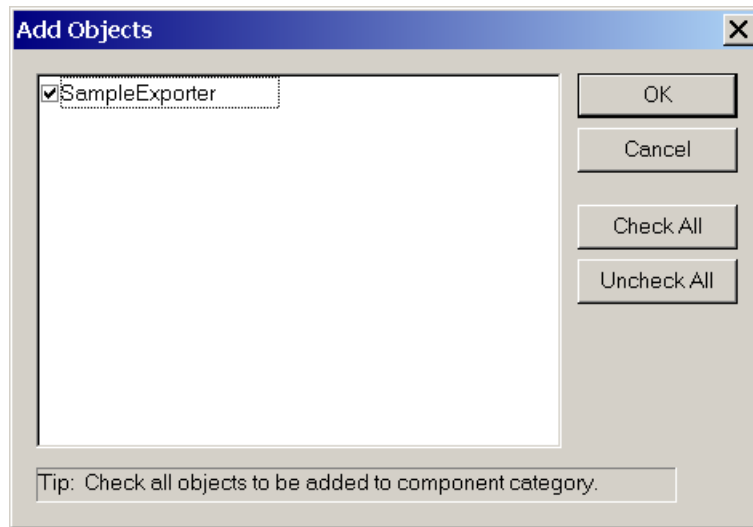 Add Objects
SampleExporter
OK
Cancel
Check All
Uncheck All
Tip: Check all objects to be added to component category.